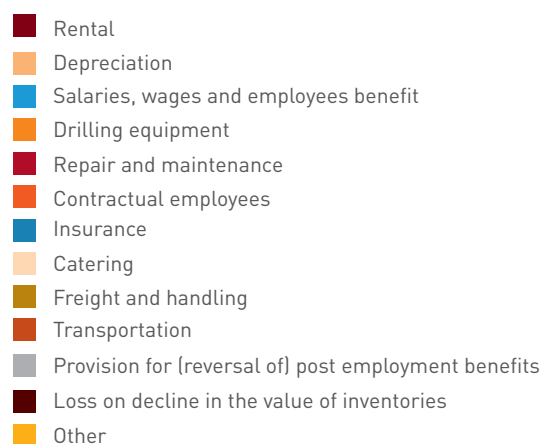 Rental
Depreciation
Salaries, wages and employees benefit
Drilling equipment
Repair and maintenance
Contractual employees
Insurance
Catering
Freight and handling
Transportation
Provision for (reversal of) post employment benefits
Loss on decline in the value of inventories
Other